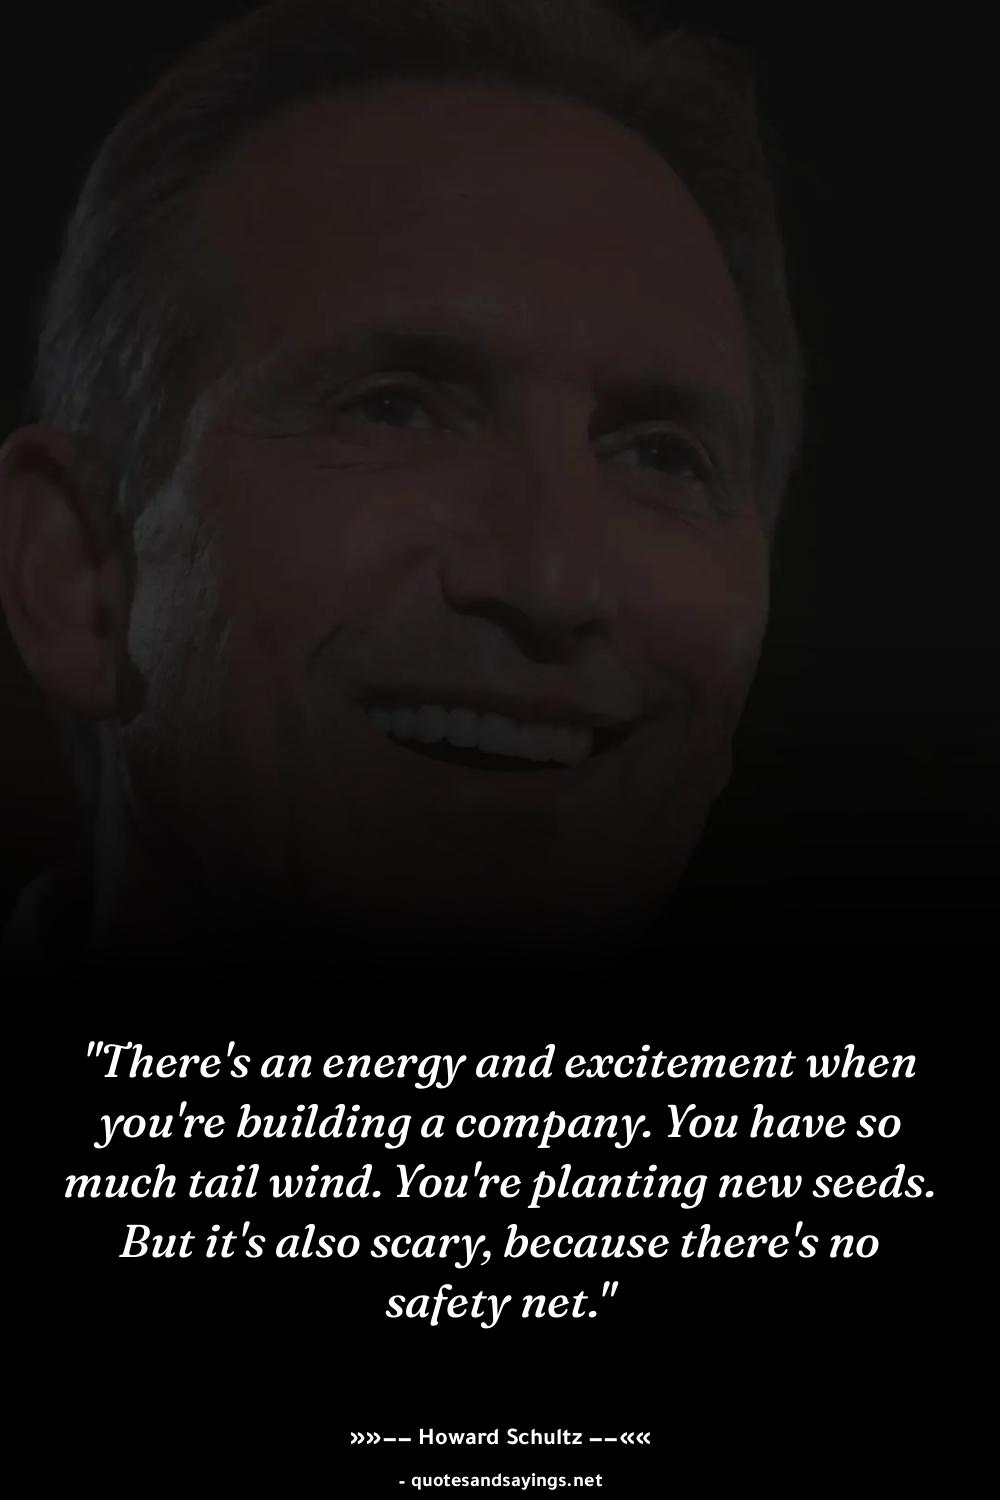 "There's an energy and excitement when
you're building a company. You have so
much tail wind. You're planting new seeds.
But it's also scary, because there's no
safety net."
»»–– Howard Schultz ––««
- quotesandsayings.net